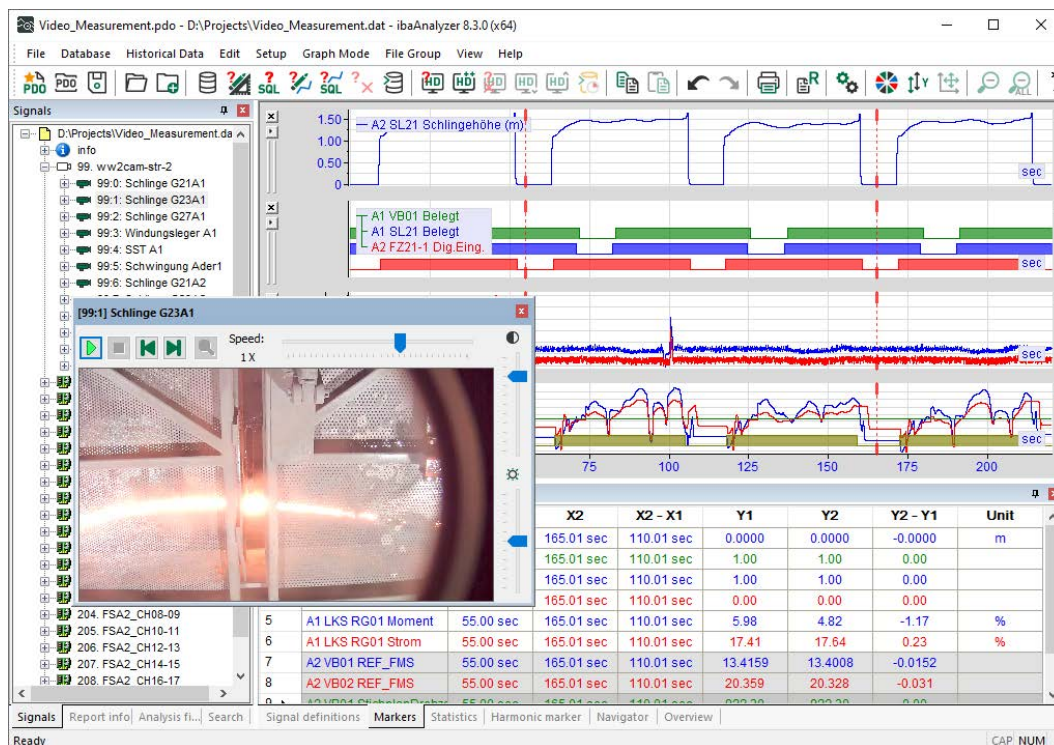 Video_Measurement.pdo - D:\Projects\Video_Measurement.dat - ibaAnalyzer 8.3.0 (x64)
File Database Historical Data Edit Setup Graph Mode File Group View Help
PDO PDO SQL SQL HD HD HD HD HD R Y ALL
Signals
D:\Projects\Video_Measurement.da
info
99. ww2cam-str-2
99:0: Schlinge G21A1
99:1: Schlinge G23A1
99:2: Schlinge G27A1
99:3: Windungsleger A1
99:4: SST A1
99:5: Schwingung Ader1
99:6: Schlinge G21A2
204. FSA2_CH08-09
205. FSA2_CH10-11
206. FSA2_CH12-13
207. FSA2_CH14-15
208. FSA2_CH16-17
Signals Report info Analysis fi... Search
1.50
1.00
0.50
0
A2 SL21 Schlingehöhe (m)
sec
A1 VB01 Belegt
A1 SL21 Belegt
A2 FZ21-1 Dig.Eing.
sec
sec
sec
75 100 125 150 175 200
[99:1] Schlinge G23A1
Speed:
1 X
X2 X2 - X1 Y1 Y2 Y2 - Y1 Unit
165.01 sec 110.01 sec 0.0000 0.0000 -0.0000 m
165.01 sec 110.01 sec 1.00 1.00 0.00
165.01 sec 110.01 sec 1.00 1.00 0.00
165.01 sec 110.01 sec 0.00 0.00 0.00
5 A1 LKS RG01 Moment 55.00 sec 165.01 sec 110.01 sec 5.98 4.82 -1.17 %
6 A1 LKS RG01 Strom 55.00 sec 165.01 sec 110.01 sec 17.41 17.64 0.23 %
7 A2 VB01 REF_FMS 55.00 sec 165.01 sec 110.01 sec 13.4159 13.4008 -0.0152
8 A2 VB02 REF_FMS 55.00 sec 165.01 sec 110.01 sec 20.359 20.328 -0.031
Signal definitions Markers Statistics Harmonic marker Navigator Overview
Ready
CAP NUM